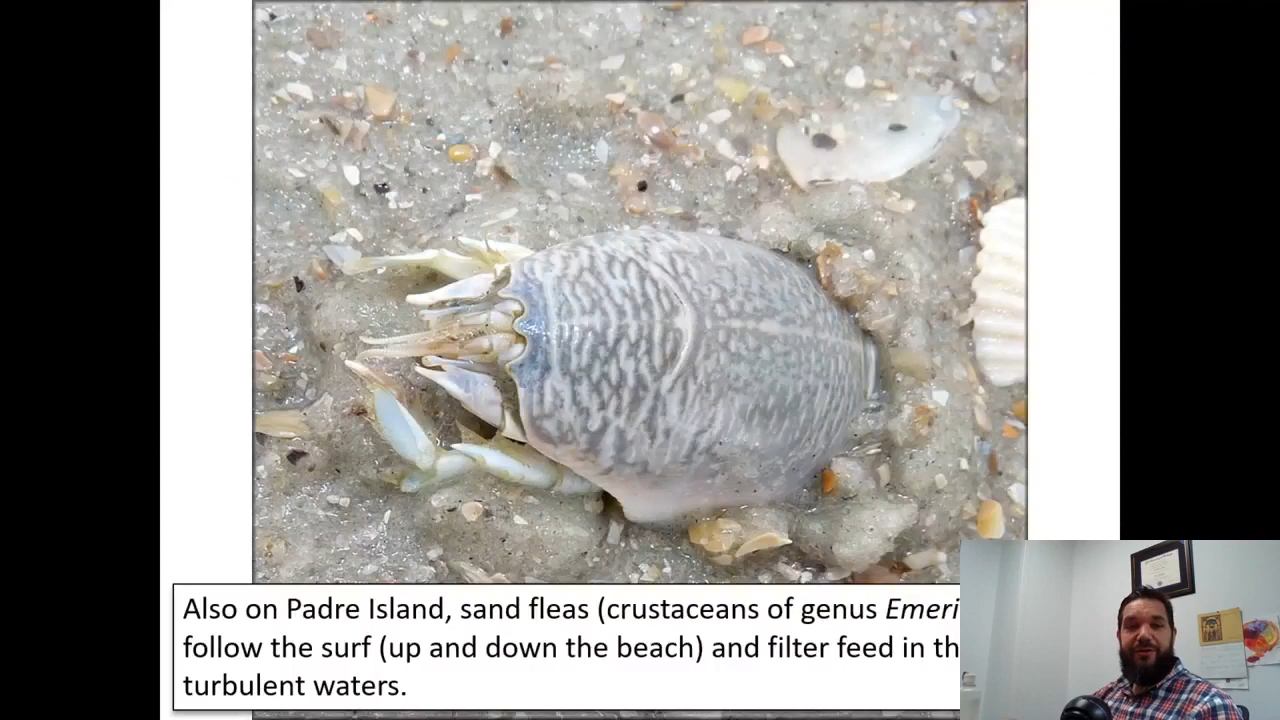 Also on Padre Island, sand fleas (crustaceans of genus
follow the surf (up and down the beach) and filter feed in
turbulent waters.